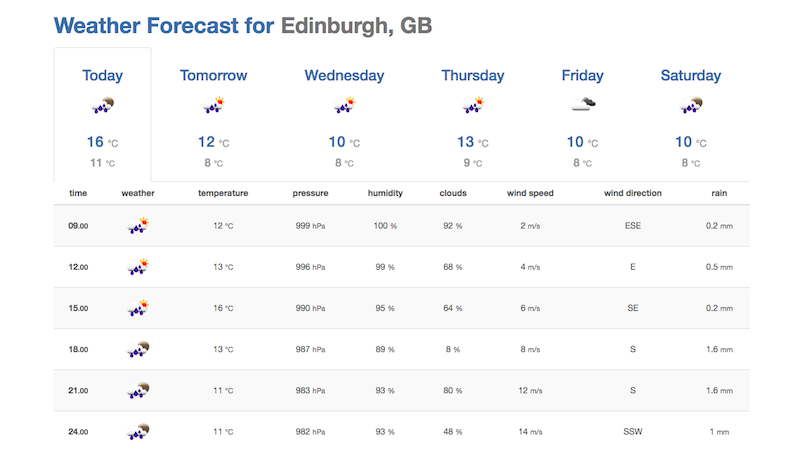 Weather Forecast for Edinburgh, GB
Today Tomorrow Wednesday Thursday Friday Saturday
16 °C 12 °C 10 °C 13 °C 10 °C 10 °C
11 °C 8 °C 8 °C 9 °C 8 °C 8 °C
time weather temperature pressure humidity clouds wind speed wind direction rain
09.00 12 °C 999 hPa 100 % 92 % 2 m/s ESE 0.2 mm
12.00 13 °C 996 hPa 99 % 68 % 4 m/s E 0.5 mm
15.00 16 °C 990 hPa 95 % 64 % 6 m/s SE 0.2 mm
18.00 13 °C 987 hPa 89 % 8 % 8 m/s S 1.6 mm
21.00 11 °C 983 hPa 93 % 80 % 12 m/s S 1.6 mm
24.00 11 °C 982 hPa 93 % 48 % 14 m/s SSW 1 mm